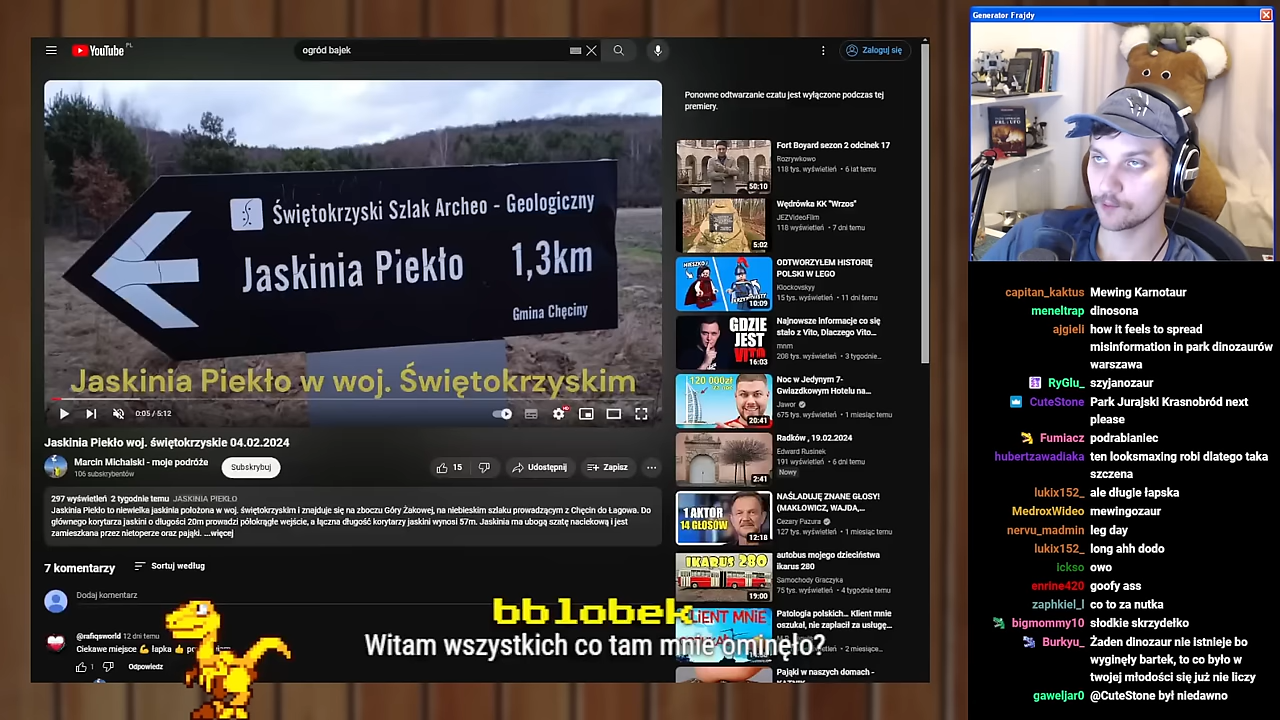 YouTube PL
ogród bajek
Zaloguj się
Świętokrzyski Szlak Archeo - Geologiczny
Jaskinia Piekło 1,3km
Gmina Chęciny
Jaskinia Piekło w woj. Świętokrzyskim
0:05 / 5:12
Jaskinia Piekło woj. świętokrzyskie 04.02.2024
Marcin Michalski - moje podróże
106 subskrybentów
Subskrybuj
15
Udostępnij
Zapisz
297 wyświetleń 2 tygodnie temu JASKINIA PIEKŁO
Jaskinia Piekło to niewielka jaskinia położona w woj. świętokrzyskim i znajduje się na zboczu Góry Żakowej, na niebieskim szlaku prowadzącym z Chęcin do Łagowa. Do
głównego korytarza jaskini o długości 20m prowadzi półokrągłe wejście, a łączna długość korytarzy jaskini wynosi 57m. Jaskinia ma ubogą szatę naciekową i jest
zamieszkana przez nietoperze oraz pająki. ...więcej
7 komentarzy
Sortuj według
Dodaj komentarz
@rafiqsworld 12 dni temu
Ciekawe miejsce
łapka
1
Odpowiedz
bblobek
Witam wszystkich co tam mnie ominęło?
Ponowne odtwarzanie czatu jest wyłączone podczas tej
premiery.
50:10
Fort Boyard sezon 2 odcinek 17
Rozrywkowo
118 tys. wyświetleń • 6 lat temu
5:02
Wędrówka KK "Wrzos"
JEZVideoFilm
118 wyświetleń • 7 dni temu
MIESZKO I
10:09
ODTWORZYŁEM HISTORIĘ
POLSKI W LEGO
Klockovskyy
15 tys. wyświetleń • 11 dni temu
GDZIE
JEST
VITO
16:03
Najnowsze informacje co się
stało z Vito, Dlaczego Vito...
mnm
208 tys. wyświetleń • 3 tygodnie...
120 000zł
20:41
Noc w Jedynym 7-
Gwiazdkowym Hotelu na...
Jawor
675 tys. wyświetleń • 1 miesiąc temu
2:41
Radków , 19.02.2024
Edward Rusinek
191 wyświetleń • 6 dni temu
Nowy
1 AKTOR
14 GŁOSÓW
12:18
NAŚLADUJĘ ZNANE GŁOSY!
(MAKŁOWICZ, WAJDA,...
Cezary Pazura
127 tys. wyświetleń • 1 miesiąc temu
IKARUS 280
19:00
autobus mojego dzieciństwa
ikarus 280
Samochody Graczyka
75 tys. wyświetleń • 4 tygodnie temu
KLIENT MNIE
Patologia polskich... Klient mnie
oszukał, nie zapłacił za usługę...
Pająki w naszych domach -
Generator Frajdy
capitan_kaktus Mewing Karnotaur
meneltrap dinosona
ajgieli how it feels to spread
misinformation in park dinozaurów
warszawa
RyGlu_ szyjanozaur
CuteStone Park Jurajski Krasnobród next
please
Fumiacz podrabianiec
hubertzawadiaka ten looksmaxing robi dlatego taka
szczena
lukix152_ ale długie łapska
MedroxWideo mewingozaur
nervu_madmin leg day
lukix152_ long ahh dodo
ickso owo
enrine420 goofy ass
zaphkiel_l co to za nutka
bigmommy10 słodkie skrzydełko
Burkyu_ Żaden dinozaur nie istnieje bo
wyginęły bartek, to co było w
twojej młodości się już nie liczy
gaweljar0 @CuteStone był niedawno